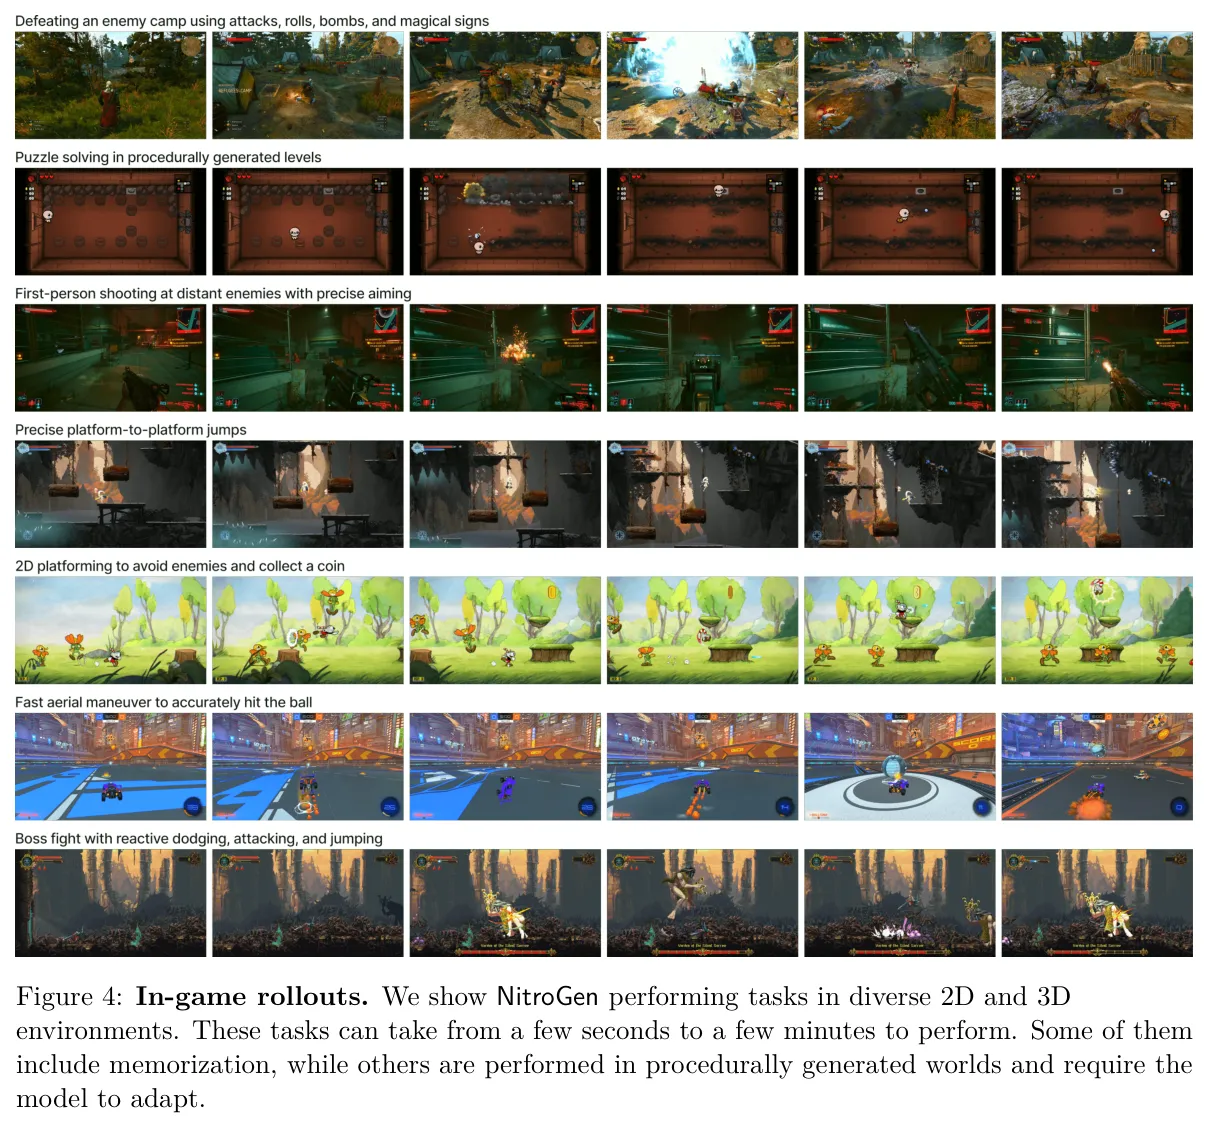 Defeating an enemy camp using attacks, rolls, bombs, and magical signs
Puzzle solving in procedurally generated levels
First-person shooting at distant enemies with precise aiming
Precise platform-to-platform jumps
2D platforming to avoid enemies and collect a coin
Fast aerial maneuver to accurately hit the ball
Boss fight with reactive dodging, attacking, and jumping
Figure 4: In-game rollouts. We show NitroGen performing tasks in diverse 2D and 3D
environments. These tasks can take from a few seconds to a few minutes to perform. Some of them
include memorization, while others are performed in procedurally generated worlds and require the
model to adapt.